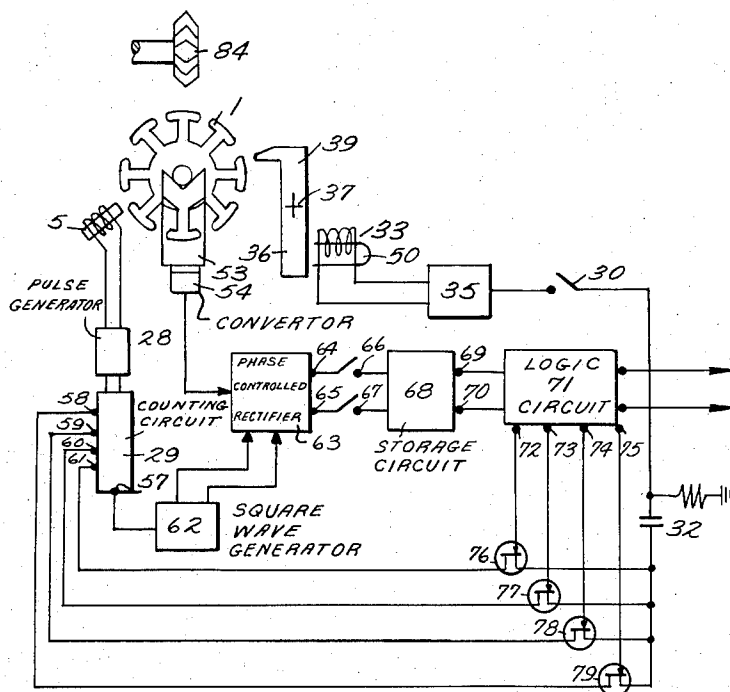 84
1
39
37
36
33
50
5
53
54
CONVERTOR
PULSE
GENERATOR
28
35
30
58
59
60
61
COUNTING
CIRCUIT
29
57
PHASE
CONTROLLED
RECTIFIER
63
64
65
66
67
68
STORAGE
CIRCUIT
69
70
LOGIC
71
CIRCUIT
72
73
74
75
62
SQUARE
WAVE
GENERATOR
32
76
77
78
79